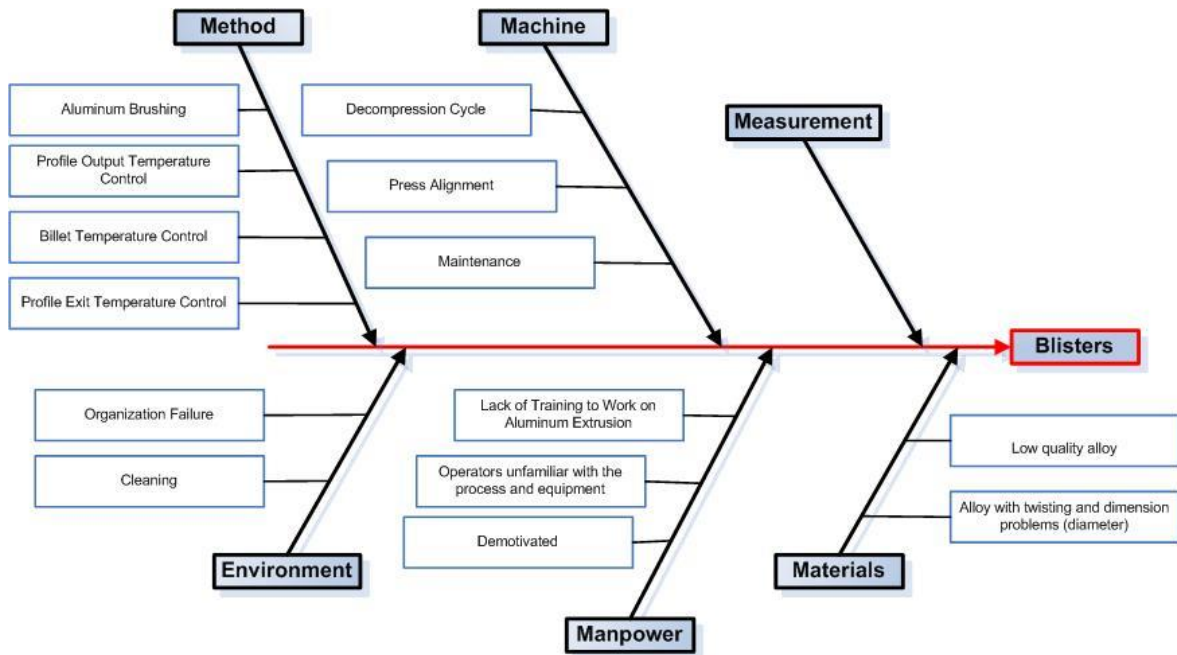 Method
Machine
Aluminum Brushing
Decompression Cycle
Measurement
Profile Output Temperature
Control
Press Alignment
Billet Temperature Control
Maintenance
Profile Exit Temperature Control
Blisters
Organization Failure
Lack of Training to Work on
Aluminum Extrusion
Low quality alloy
Cleaning
Operators unfamiliar with the
process and equipment
Alloy with twisting and dimension
problems (diameter)
Demotivated
Environment
Materials
Manpower